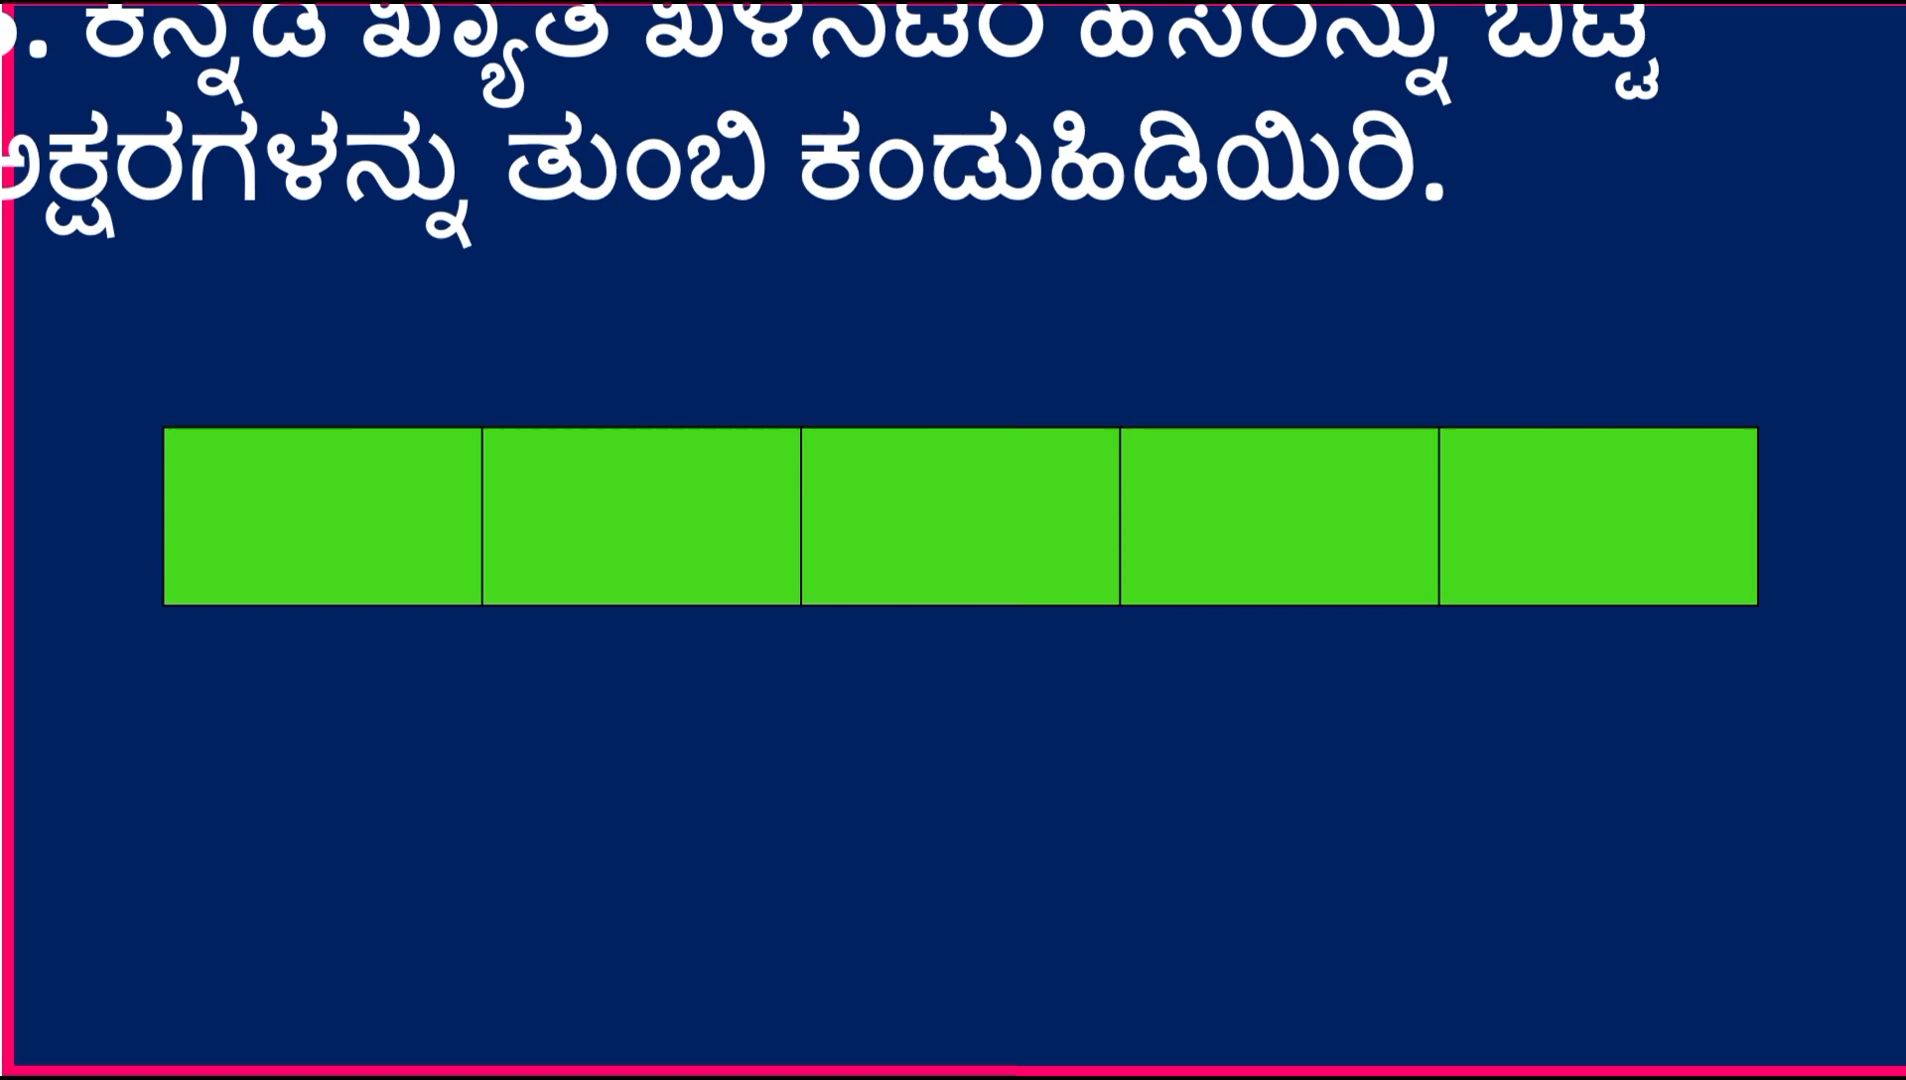 . ಕನ್ನಡ ಖ್ಯಾತ ಖಳನಟರ ಹೆಸರನ್ನು ಬಿಟ್ಟ
ಅಕ್ಷರಗಳನ್ನು ತುಂಬಿ ಕಂಡುಹಿಡಿಯಿರಿ.